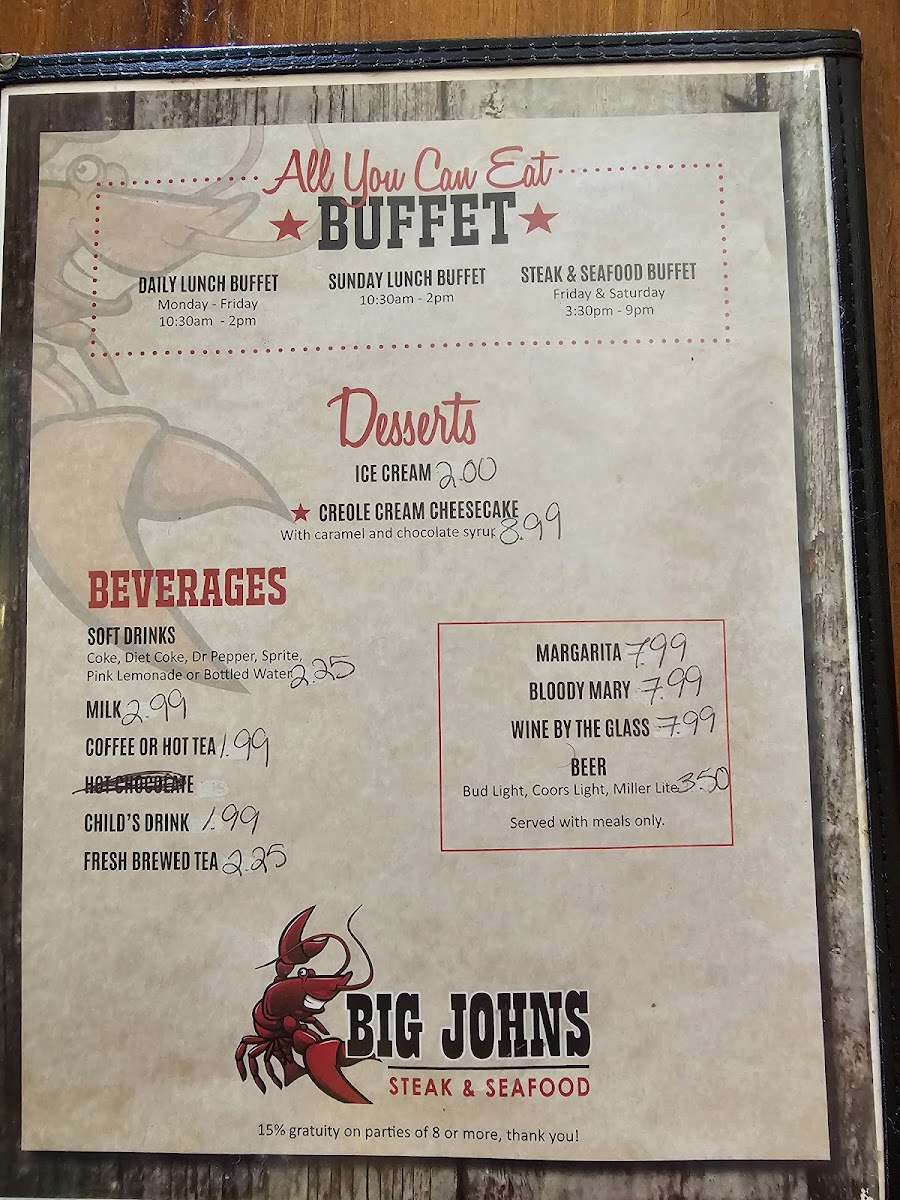 All You Can Eat
BUFFET
DAILY LUNCH BUFFET
Monday - Friday
10:30am - 2pm
SUNDAY LUNCH BUFFET
10:30am - 2pm
STEAK & SEAFOOD BUFFET
Friday & Saturday
3:30pm - 9pm
Desserts
ICE CREAM 2.00
CREOLE CREAM CHEESECAKE
With caramel and chocolate syrup 8.99
BEVERAGES
SOFT DRINKS
Coke, Diet Coke, Dr Pepper, Sprite,
Pink Lemonade or Bottled Water 2.25
MILK 2.99
COFFEE OR HOT TEA 1.99
HOT CHOCOLATE
CHILD'S DRINK 1.99
FRESH BREWED TEA 2.25
MARGARITA 7.99
BLOODY MARY 7.99
WINE BY THE GLASS 7.99
BEER
Bud Light, Coors Light, Miller Lite 3.50
Served with meals only.
BIG JOHNS
STEAK & SEAFOOD
15% gratuity on parties of 8 or more, thank you!